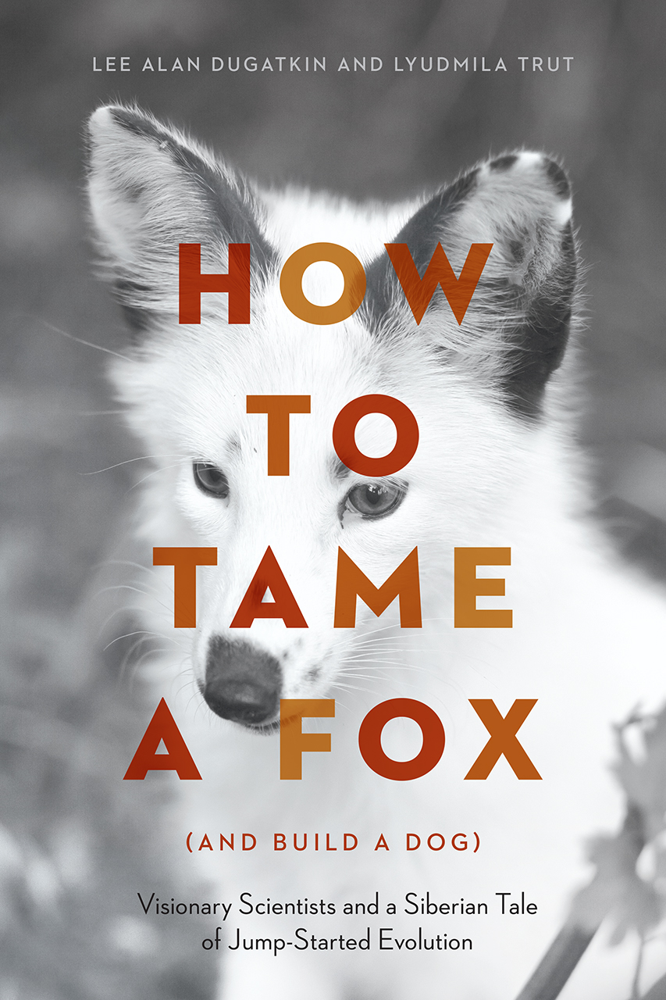 LEE ALAN DUGATKIN AND LYUDMILA TRUT
HOW
TO
TAME
A FOX
(AND BUILD A DOG)
Visionary Scientists and a Siberian Tale
of Jump-Started Evolution